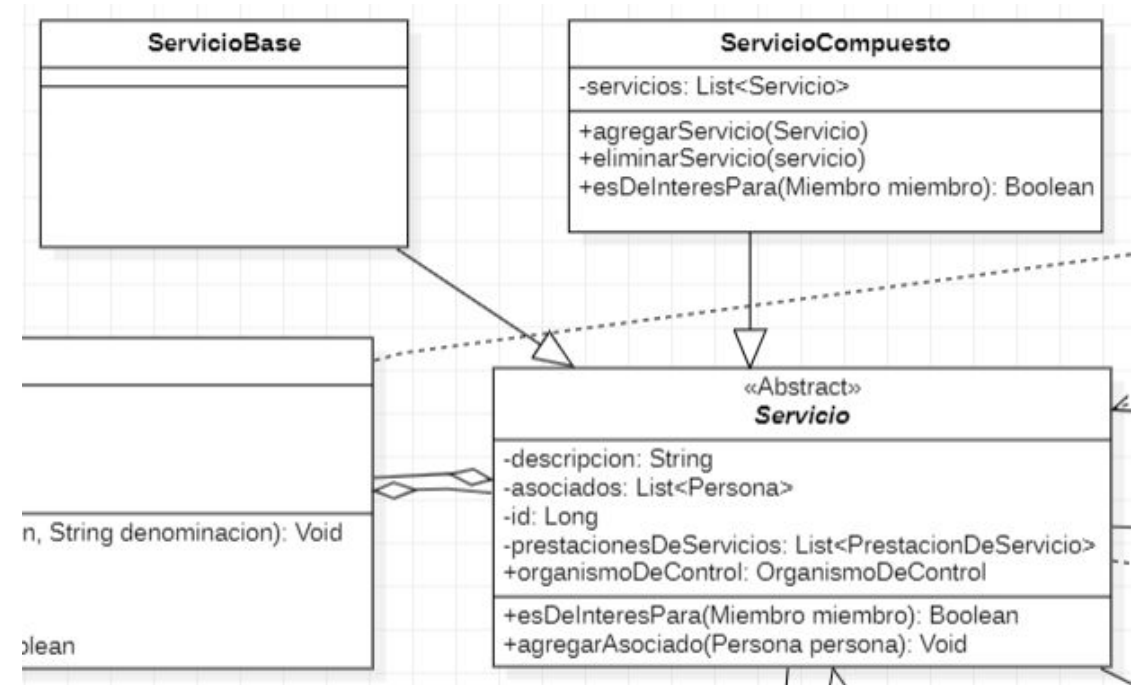 ServicioBase
ServicioCompuesto
-servicios: List<Servicio>
+agregarServicio(Servicio)
+eliminarServicio(servicio)
+esDeInteresPara(Miembro miembro): Boolean
«Abstract»
Servicio
-descripcion: String
-asociados: List<Persona>
-id: Long
-prestacionesDeServicios: List<PrestacionDeServicio>
+organismoDeControl: OrganismoDeControl
+esDeInteresPara(Miembro miembro): Boolean
+agregarAsociado(Persona persona): Void
n, String denominacion): Void
olean